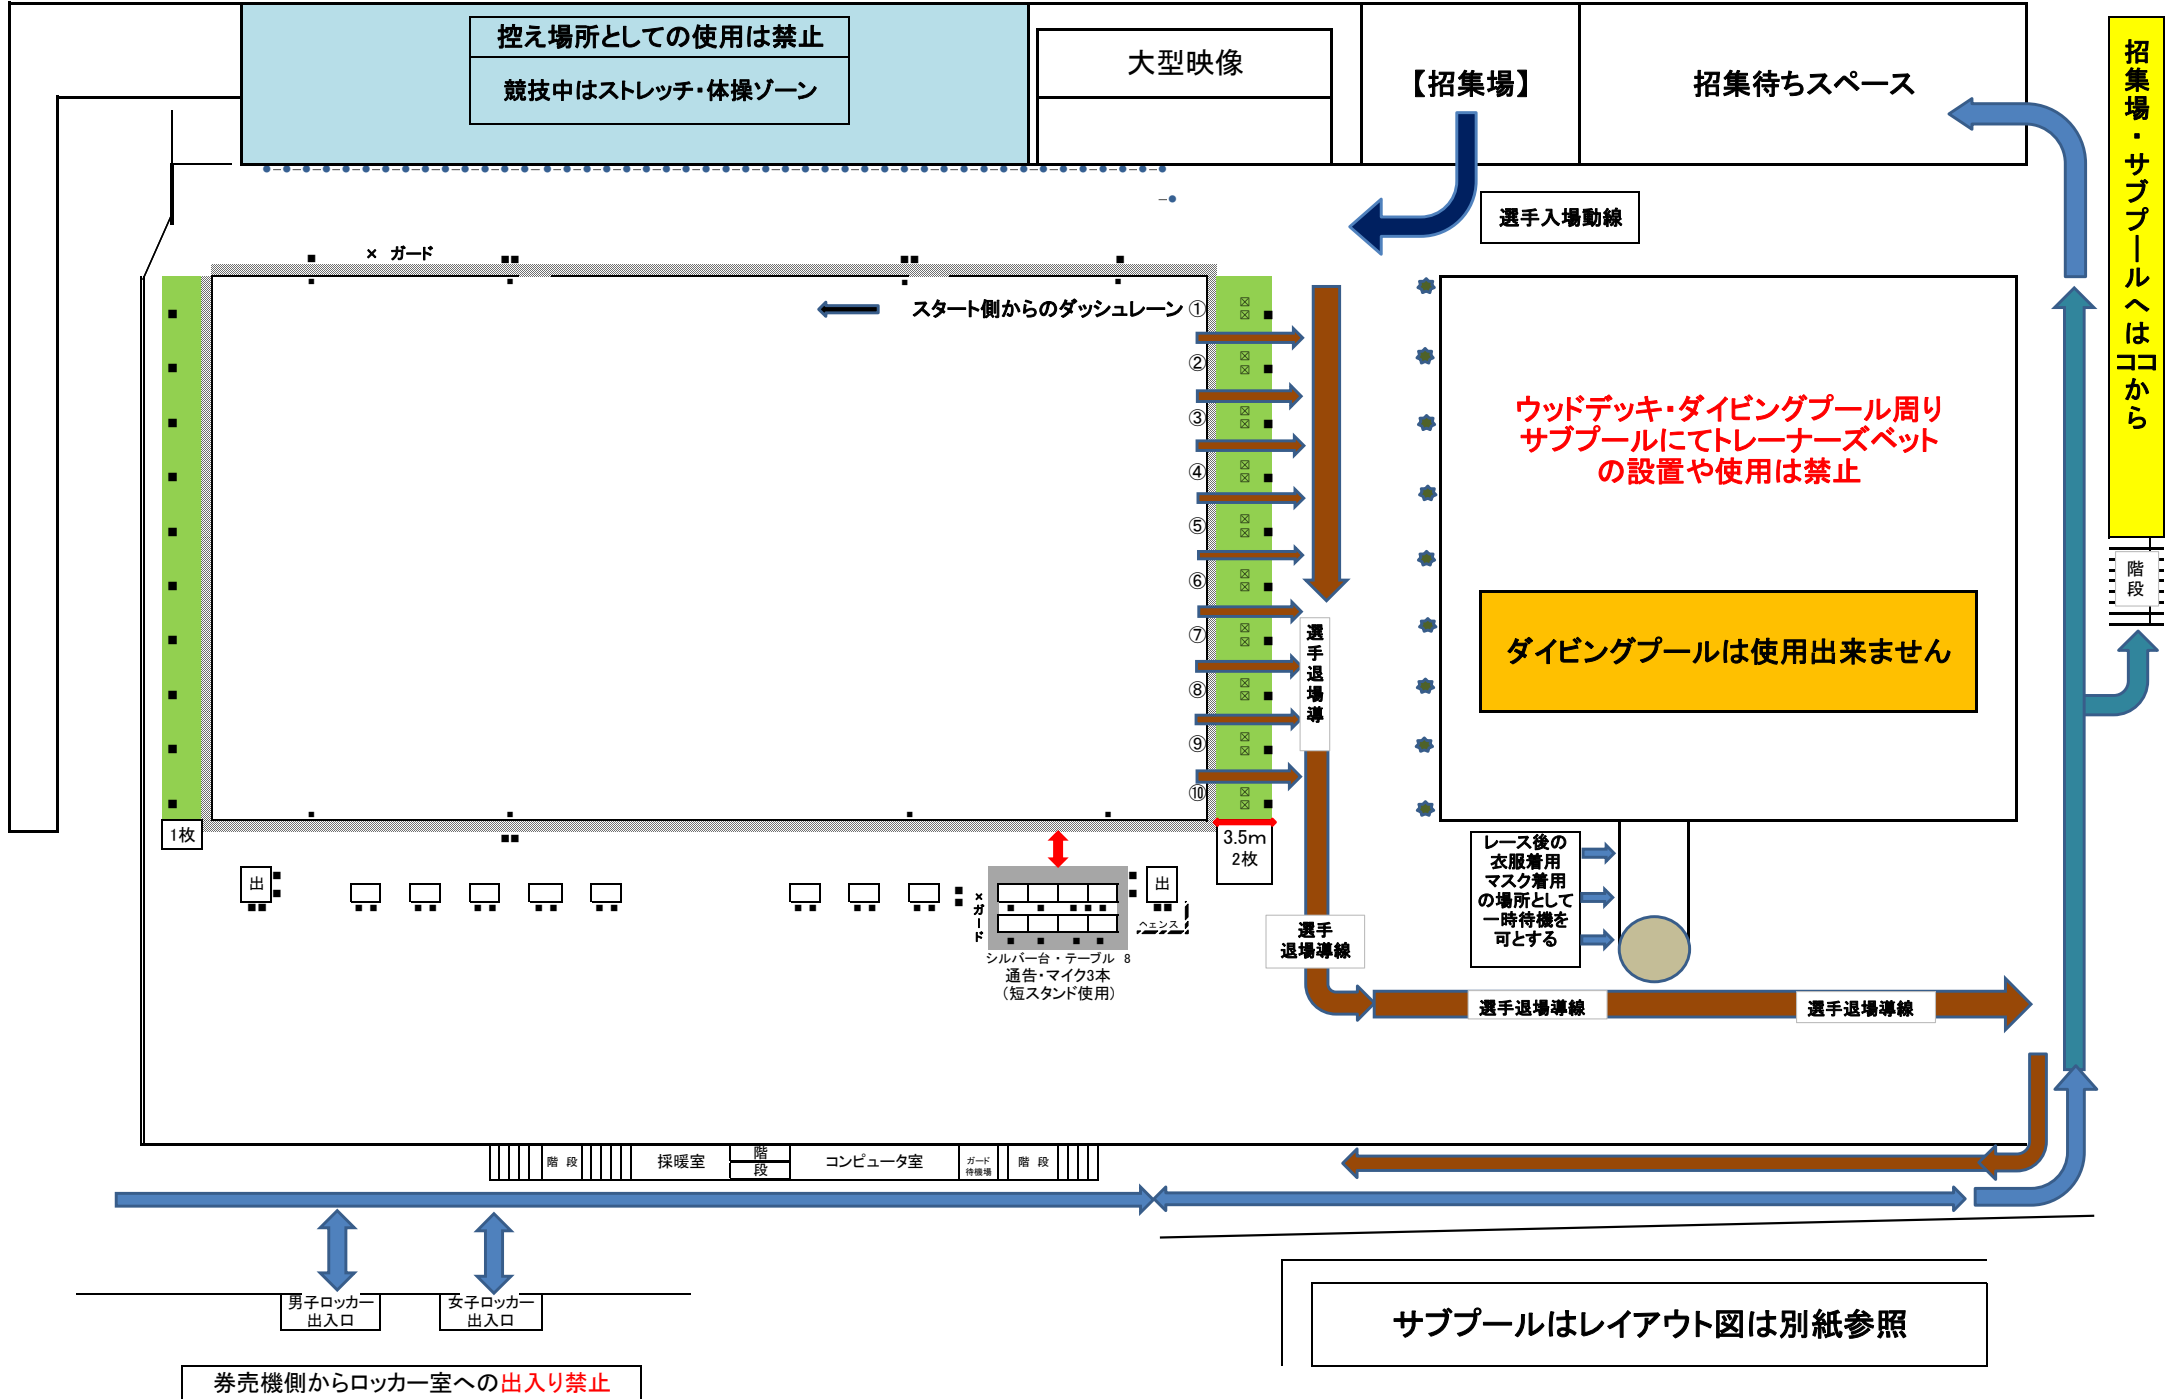 控え場所としての使用は禁止
競技中はストレッチ・体操ゾーン
大型映像
【招集場】
招集待ちスペース
招集場・サブプールへはココから
選手入場動線
× ガード
スタート側からのダッシュレーン
①
②
③
④
⑤
⑥
⑦
⑧
⑨
⑩
ウッドデッキ・ダイビングプール周り
サブプールにてトレーナーズベット
の設置や使用は禁止
ダイビングプールは使用出来ません
階段
選手退場導
1枚
3.5m
2枚
出
×ガード
出
フェンス
シルバー台・テーブル 8
通告・マイク3本
(短スタンド使用)
レース後の
衣服着用
マスク着用
の場所として
一時待機を
可とする
選手
退場導線
選手退場導線
選手退場導線
階 段
採暖室
階
段
コンピュータ室
ガード
待機場
階 段
男子ロッカー
出入口
女子ロッカー
出入口
サブプールはレイアウト図は別紙参照
券売機側からロッカー室への出入り禁止